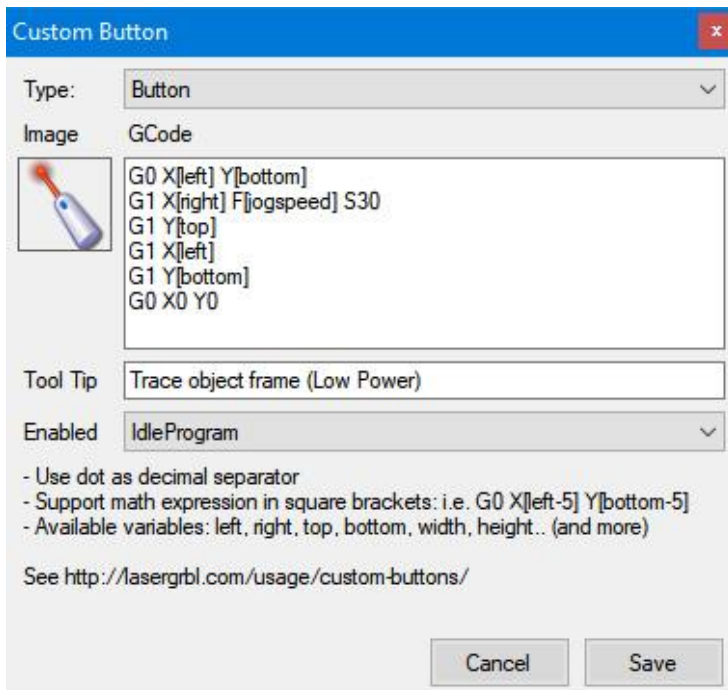 Custom Button
x
Type:
Button
Image
GCode
G0 X[left] Y[bottom]
G1 X[right] F[jogspeed] S30
G1 Y[top]
G1 X[left]
G1 Y[bottom]
G0 X0 Y0
Tool Tip
Trace object frame (Low Power)
Enabled
IdleProgram
- Use dot as decimal separator
- Support math expression in square brackets: i.e. G0 X[left-5] Y[bottom-5]
- Available variables: left, right, top, bottom, width, height.. (and more)
See http://lasergrbl.com/usage/custom-buttons/
Cancel
Save